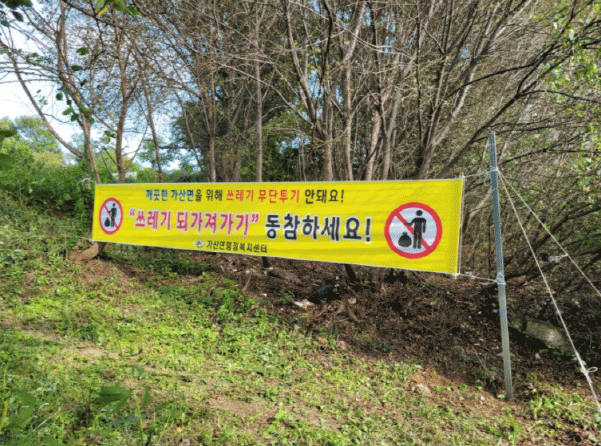 깨끗한 가산면을 위해 쓰레기 무단투기 안돼요!
"쓰레기 되가져가기" 동참하세요!
가산면행정복지센터